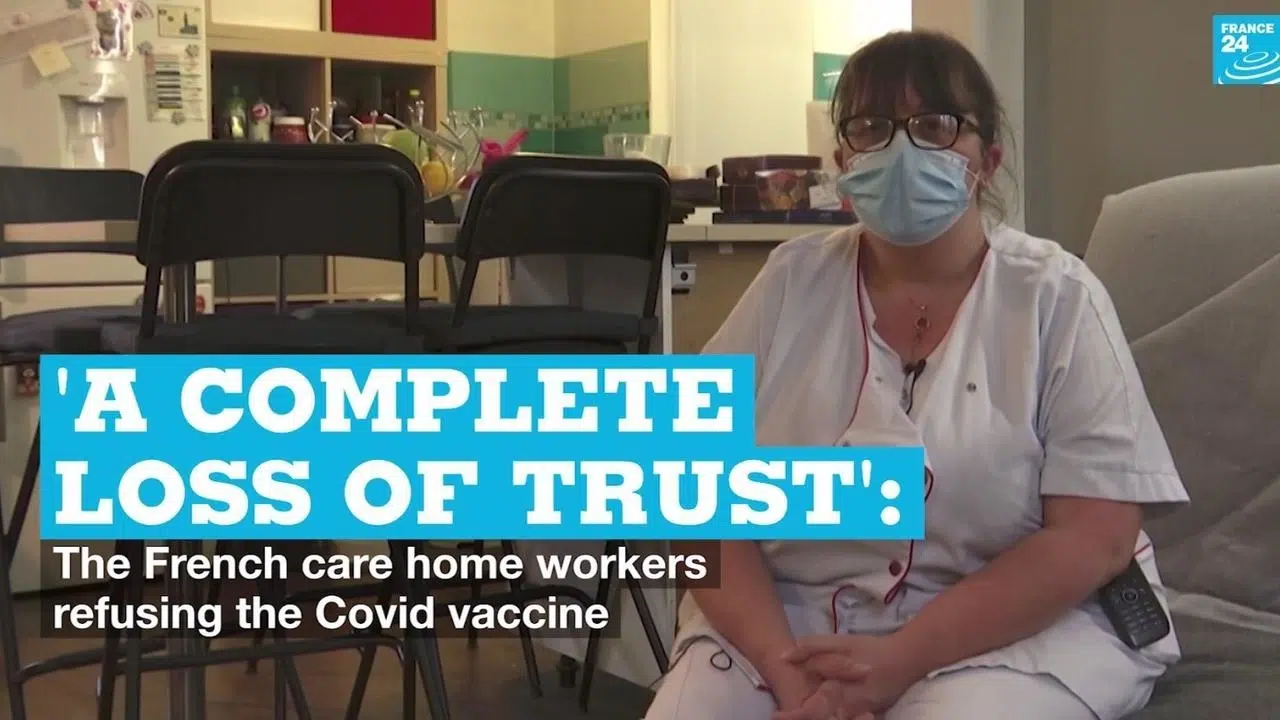 FRANCE
24
'A COMPLETE
LOSS OF TRUST':
The French care home workers
refusing the Covid vaccine